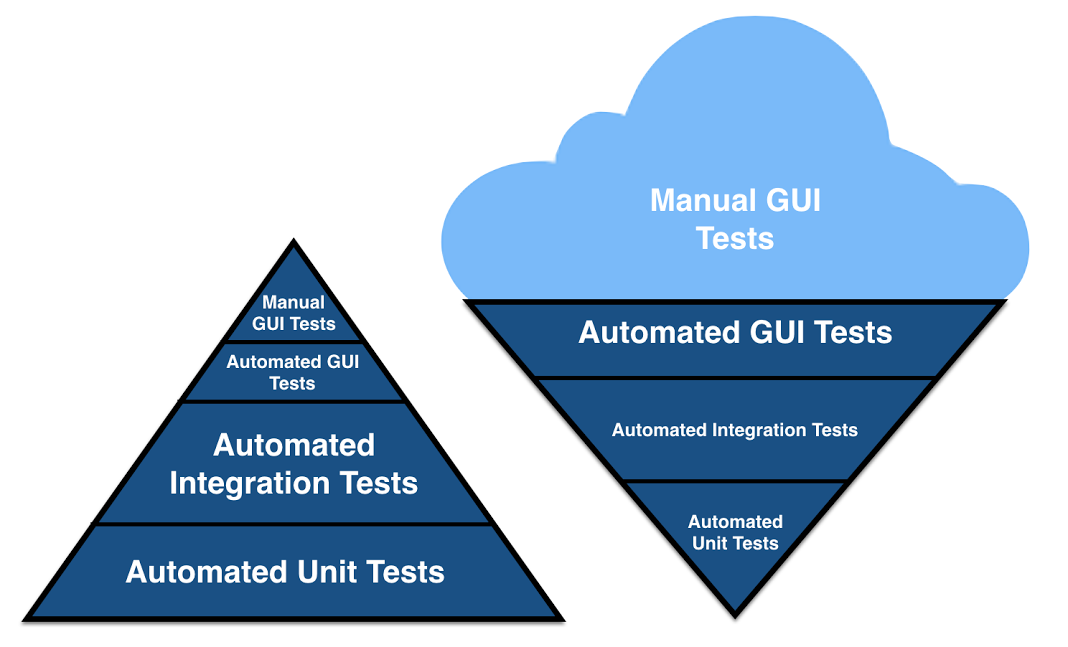 Manual
GUI Tests
Automated GUI
Tests
Automated
Integration Tests
Automated Unit Tests
Manual GUI
Tests
Automated GUI Tests
Automated Integration Tests
Automated
Unit Tests